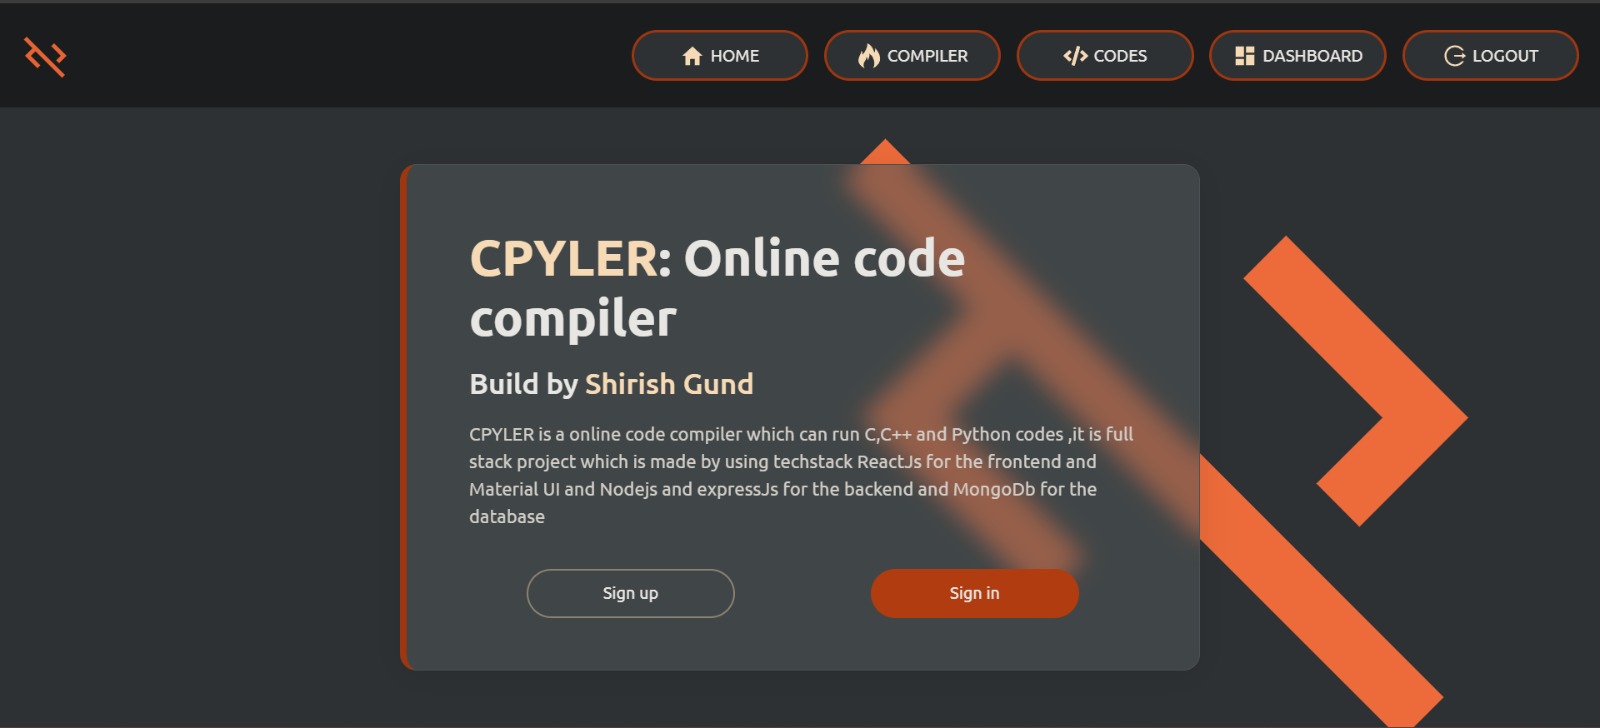 HOME
COMPILER
CODES
DASHBOARD
LOGOUT
CPYLER: Online code
compiler
Build by Shirish Gund
CPYLER is a online code compiler which can run C,C++ and Python codes ,it is full
stack project which is made by using techstack ReactJs for the frontend and
Material UI and Nodejs and expressJs for the backend and MongoDb for the
database
Sign up
Sign in